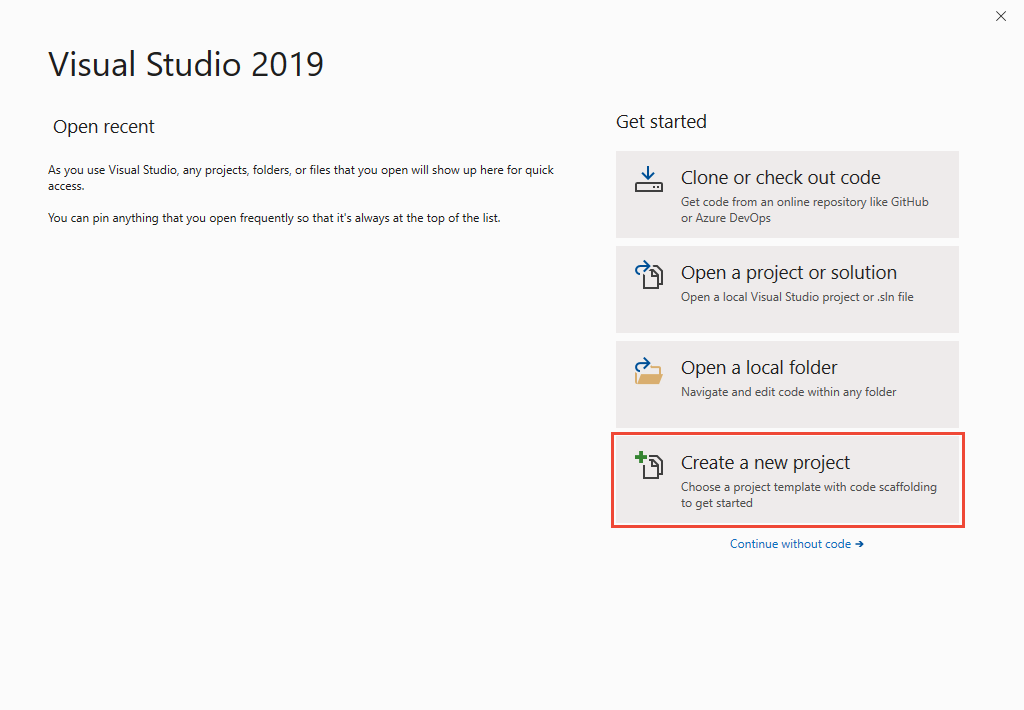 Visual Studio 2019
Open recent
As you use Visual Studio, any projects, folders, or files that you open will show up here for quick
access.
You can pin anything that you open frequently so that it's always at the top of the list.
Get started
Clone or check out code
Get code from an online repository like GitHub
or Azure DevOps
Open a project or solution
Open a local Visual Studio project or .sln file
Open a local folder
Navigate and edit code within any folder
Create a new project
Choose a project template with code scaffolding
to get started
Continue without code →